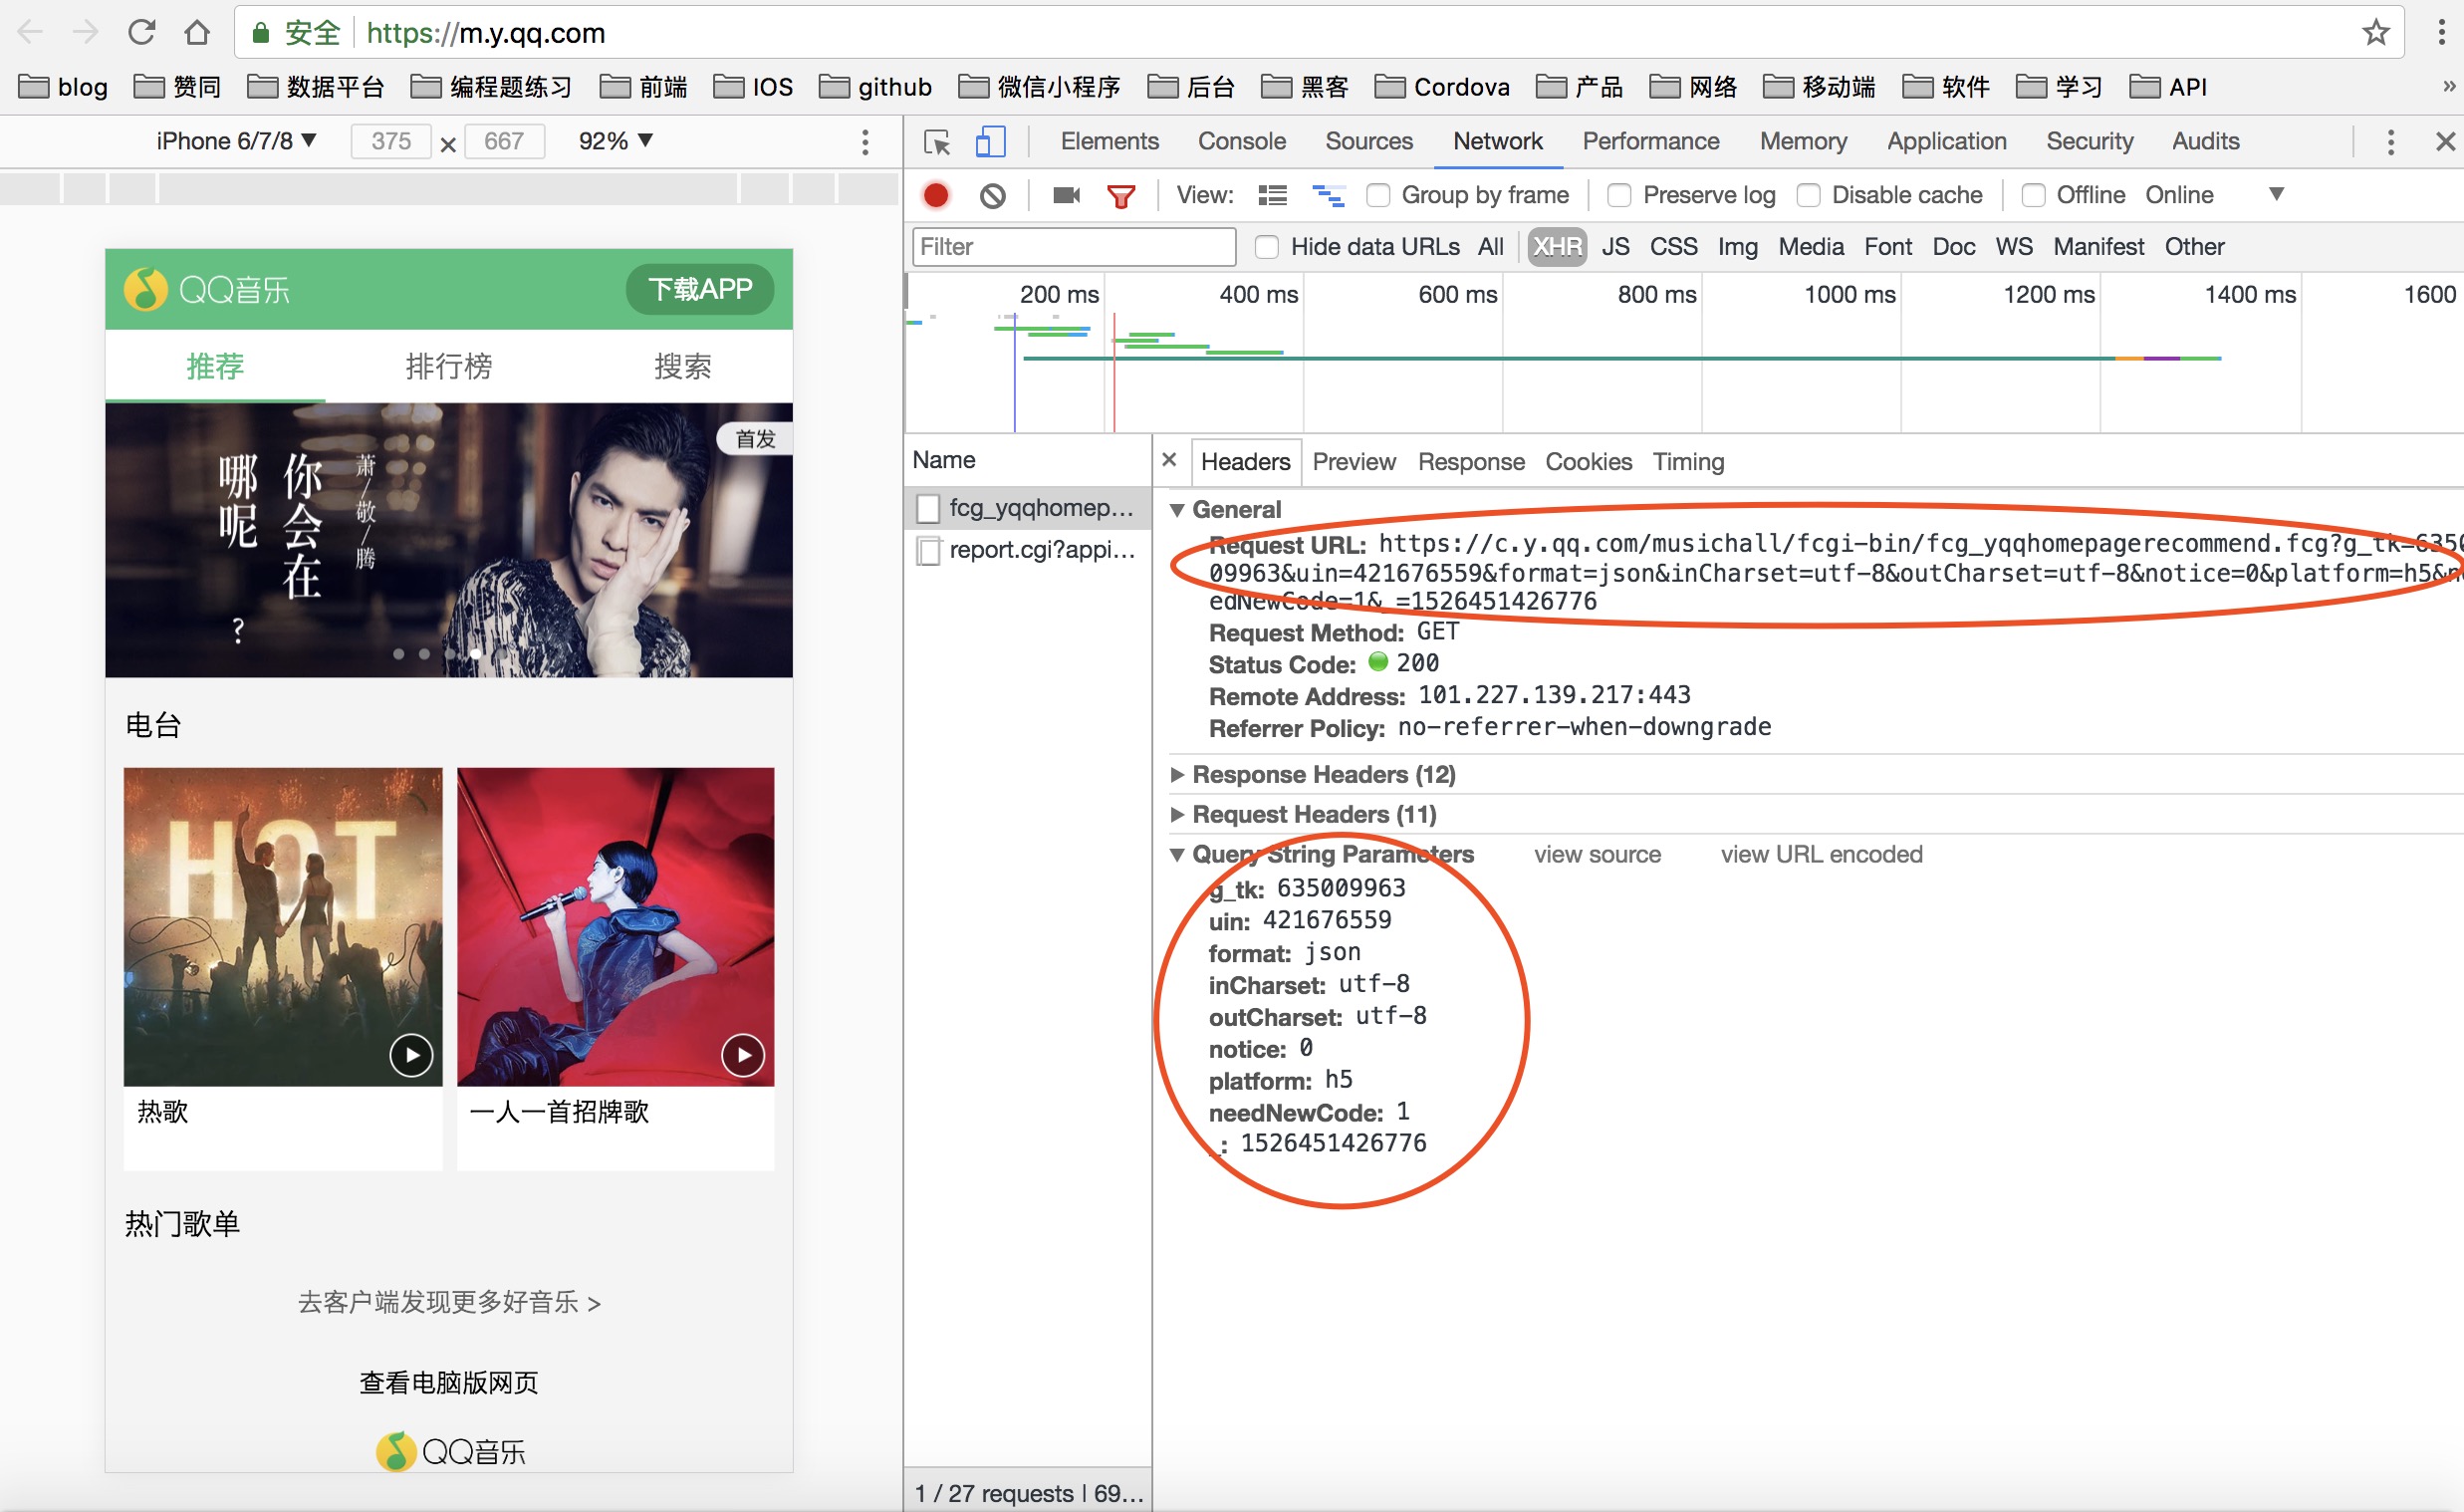 安全 https://m.y.qq.com
blog 赞同 数据平台 编程题练习 前端 IOS github 微信小程序 后台 黑客 Cordova 产品 网络 移动端 软件 学习 API »
iPhone 6/7/8 ▼ 375 × 667 92% ▼
QQ音乐 下载APP
推荐 排行榜 搜索
首发
你会在
哪呢
?
萧/敬/腾
电台
HOT
热歌
一人一首招牌歌
热门歌单
去客户端发现更多好音乐 >
查看电脑版网页
QQ音乐
Elements Console Sources Network Performance Memory Application Security Audits
View: Group by frame Preserve log Disable cache Offline Online ▼
Filter Hide data URLs All XHR JS CSS Img Media Font Doc WS Manifest Other
200 ms 400 ms 600 ms 800 ms 1000 ms 1200 ms 1400 ms 1600
Name
fcg_yqqhomep...
report.cgi?appi...
1 / 27 requests | 69...
× Headers Preview Response Cookies Timing
▼ General
Request URL: https://c.y.qq.com/musichall/fcgi-bin/fcg_yqqhomepagerecommend.fcg?g_tk=6350
09963&uin=421676559&format=json&inCharset=utf-8&outCharset=utf-8&notice=0&platform=h5&n
edNewCode=1&_=1526451426776
Request Method: GET
Status Code: 200
Remote Address: 101.227.139.217:443
Referrer Policy: no-referrer-when-downgrade
▶ Response Headers (12)
▶ Request Headers (11)
▼ Query String Parameters view source view URL encoded
g_tk: 635009963
uin: 421676559
format: json
inCharset: utf-8
outCharset: utf-8
notice: 0
platform: h5
needNewCode: 1
_: 1526451426776